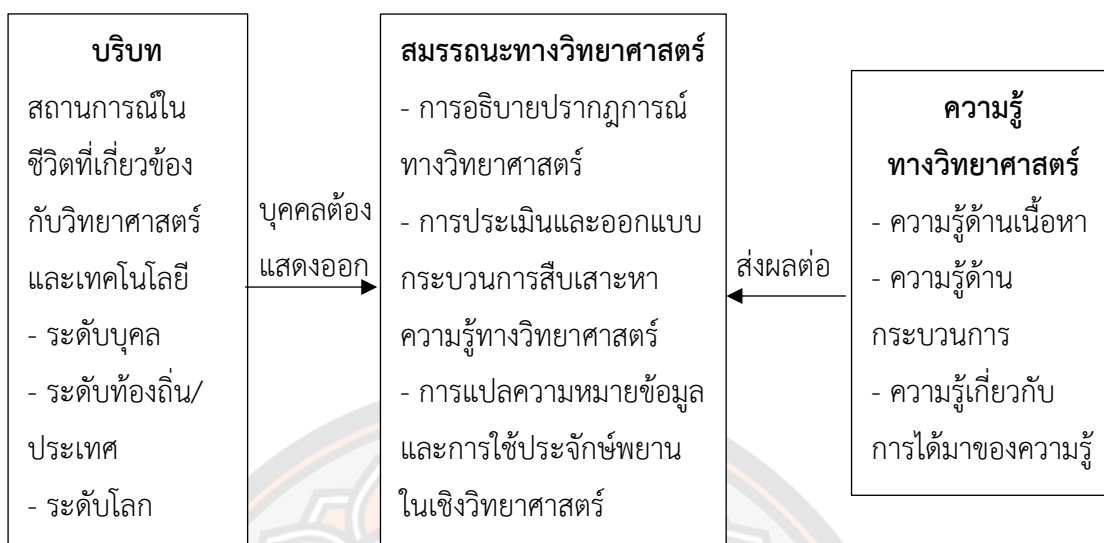 บริบท
สถานการณ์ใน
ชีวิตที่เกี่ยวข้อง
กับวิทยาศาสตร์
และเทคโนโลยี
- ระดับบุคล
- ระดับท้องถิ่น/
ประเทศ
- ระดับโลก
บุคคลต้อง
แสดงออก
สมรรถนะทางวิทยาศาสตร์
- การอธิบายปรากฏการณ์
ทางวิทยาศาสตร์
- การประเมินและออกแบบ
กระบวนการสืบเสาะหา
ความรู้ทางวิทยาศาสตร์
- การแปลความหมายข้อมูล
และการใช้ประจักษ์พยาน
ในเชิงวิทยาศาสตร์
ส่งผลต่อ
ความรู้
ทางวิทยาศาสตร์
- ความรู้ด้านเนื้อหา
- ความรู้ด้าน
กระบวนการ
- ความรู้เกี่ยวกับ
การได้มาของความรู้